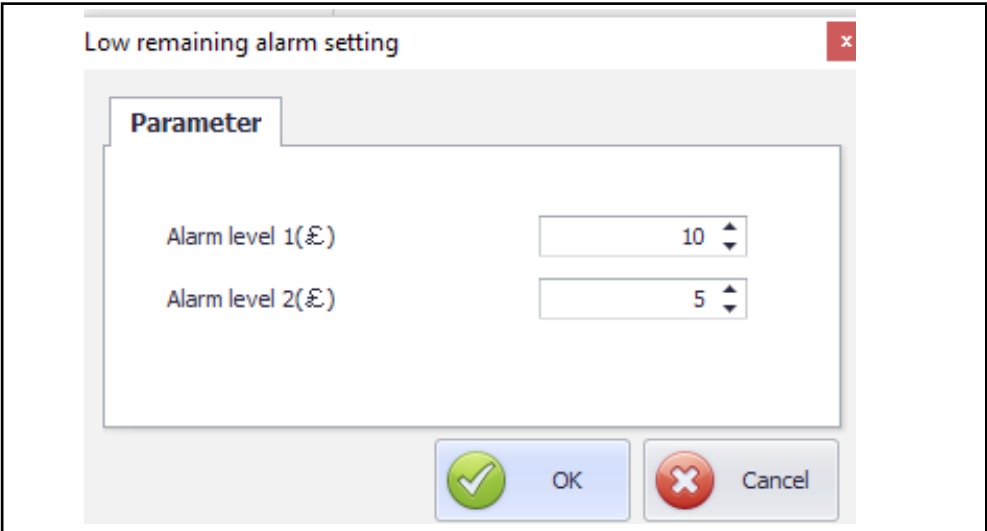 Low remaining alarm setting
x
Parameter
Alarm level 1(£) 10
Alarm level 2(£) 5
OK Cancel